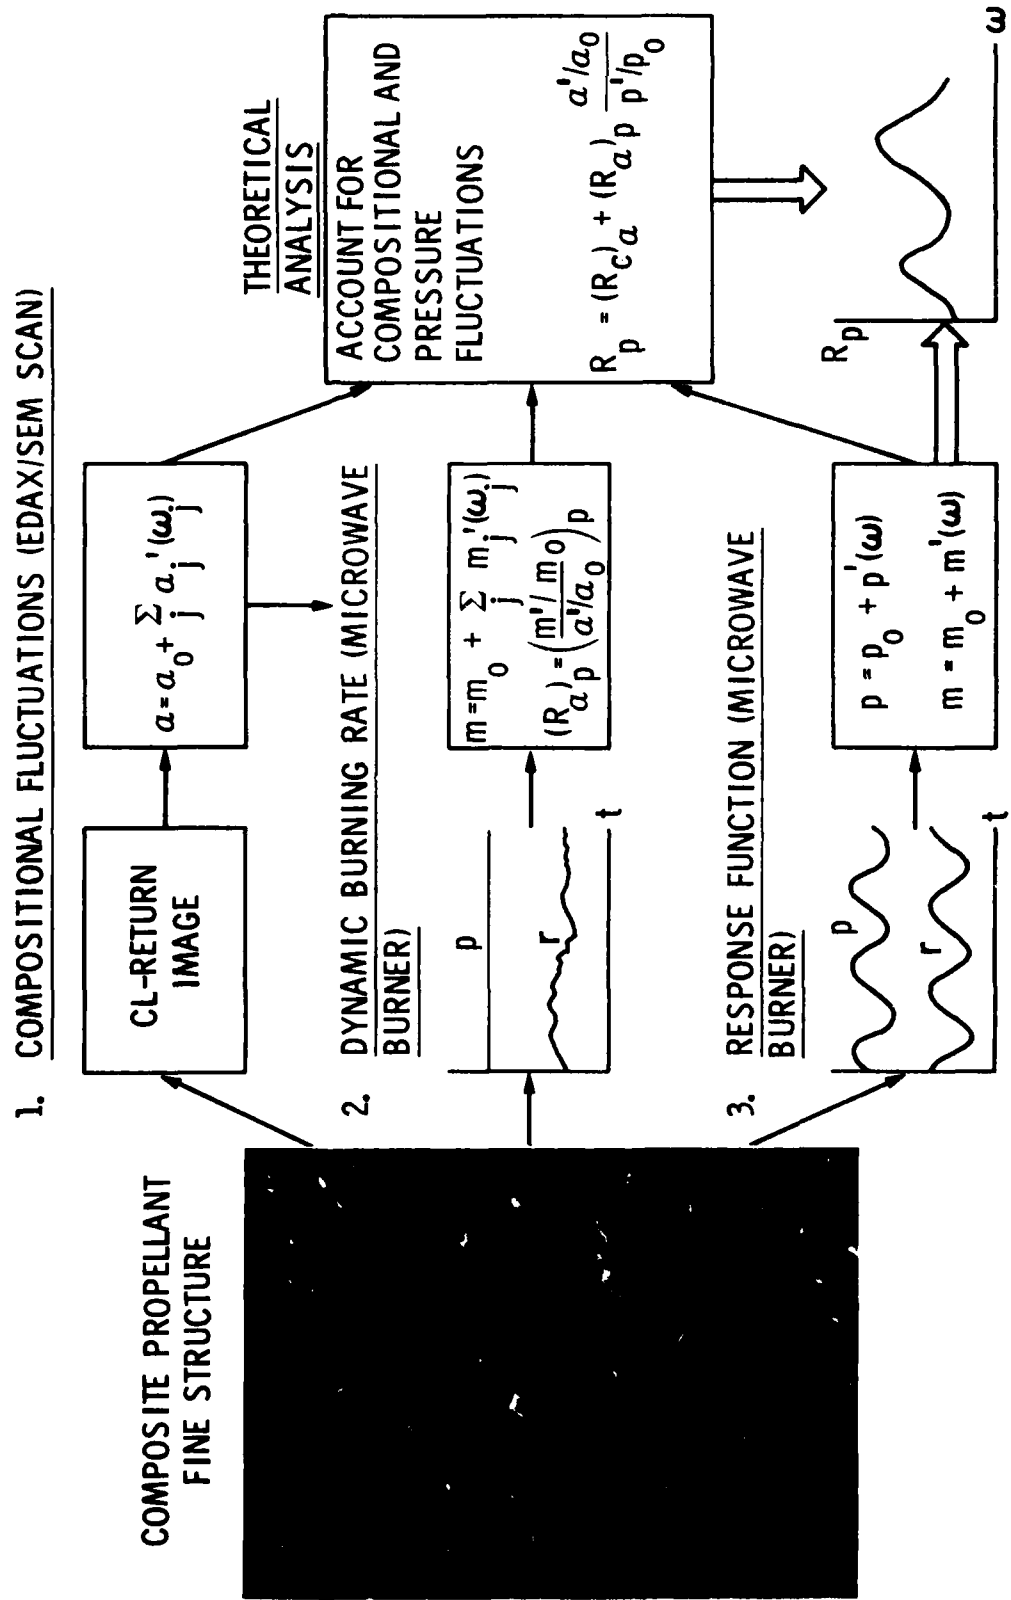 COMPOSITE PROPELLANT
FINE STRUCTURE
1. COMPOSITIONAL FLUCTUATIONS (EDAX/SEM SCAN)
CL-RETURN
IMAGE
a = a₀ + Σⱼ aⱼ'(ωⱼ)
2. DYNAMIC BURNING RATE (MICROWAVE
BURNER)
p
r
t
m = m₀ + Σⱼ mⱼ'(ωⱼ)
(Rₐ)ₚ = (m'/m₀ / a'/a₀)ₚ
3. RESPONSE FUNCTION (MICROWAVE
BURNER)
p
r
t
p = p₀ + p'(ω)
m = m₀ + m'(ω)
THEORETICAL
ANALYSIS
ACCOUNT FOR
COMPOSITIONAL AND
PRESSURE
FLUCTUATIONS
Rₚ = (R_c)ₐ + (Rₐ)ₚ a'/a₀ / p'/p₀
Rₚ
ω